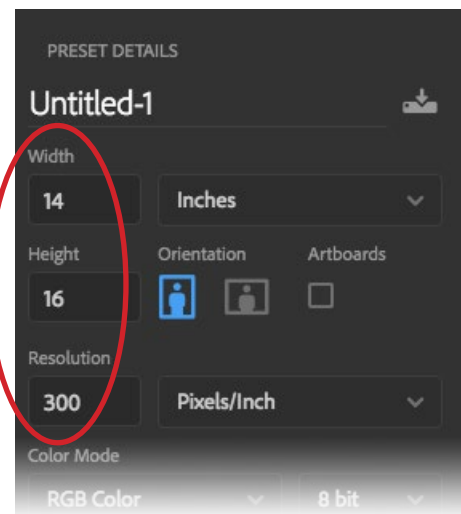 PRESET DETAILS
Untitled-1
Width
14 Inches
Height Orientation Artboards
16
Resolution
300 Pixels/Inch
Color Mode
RGB Color 8 bit